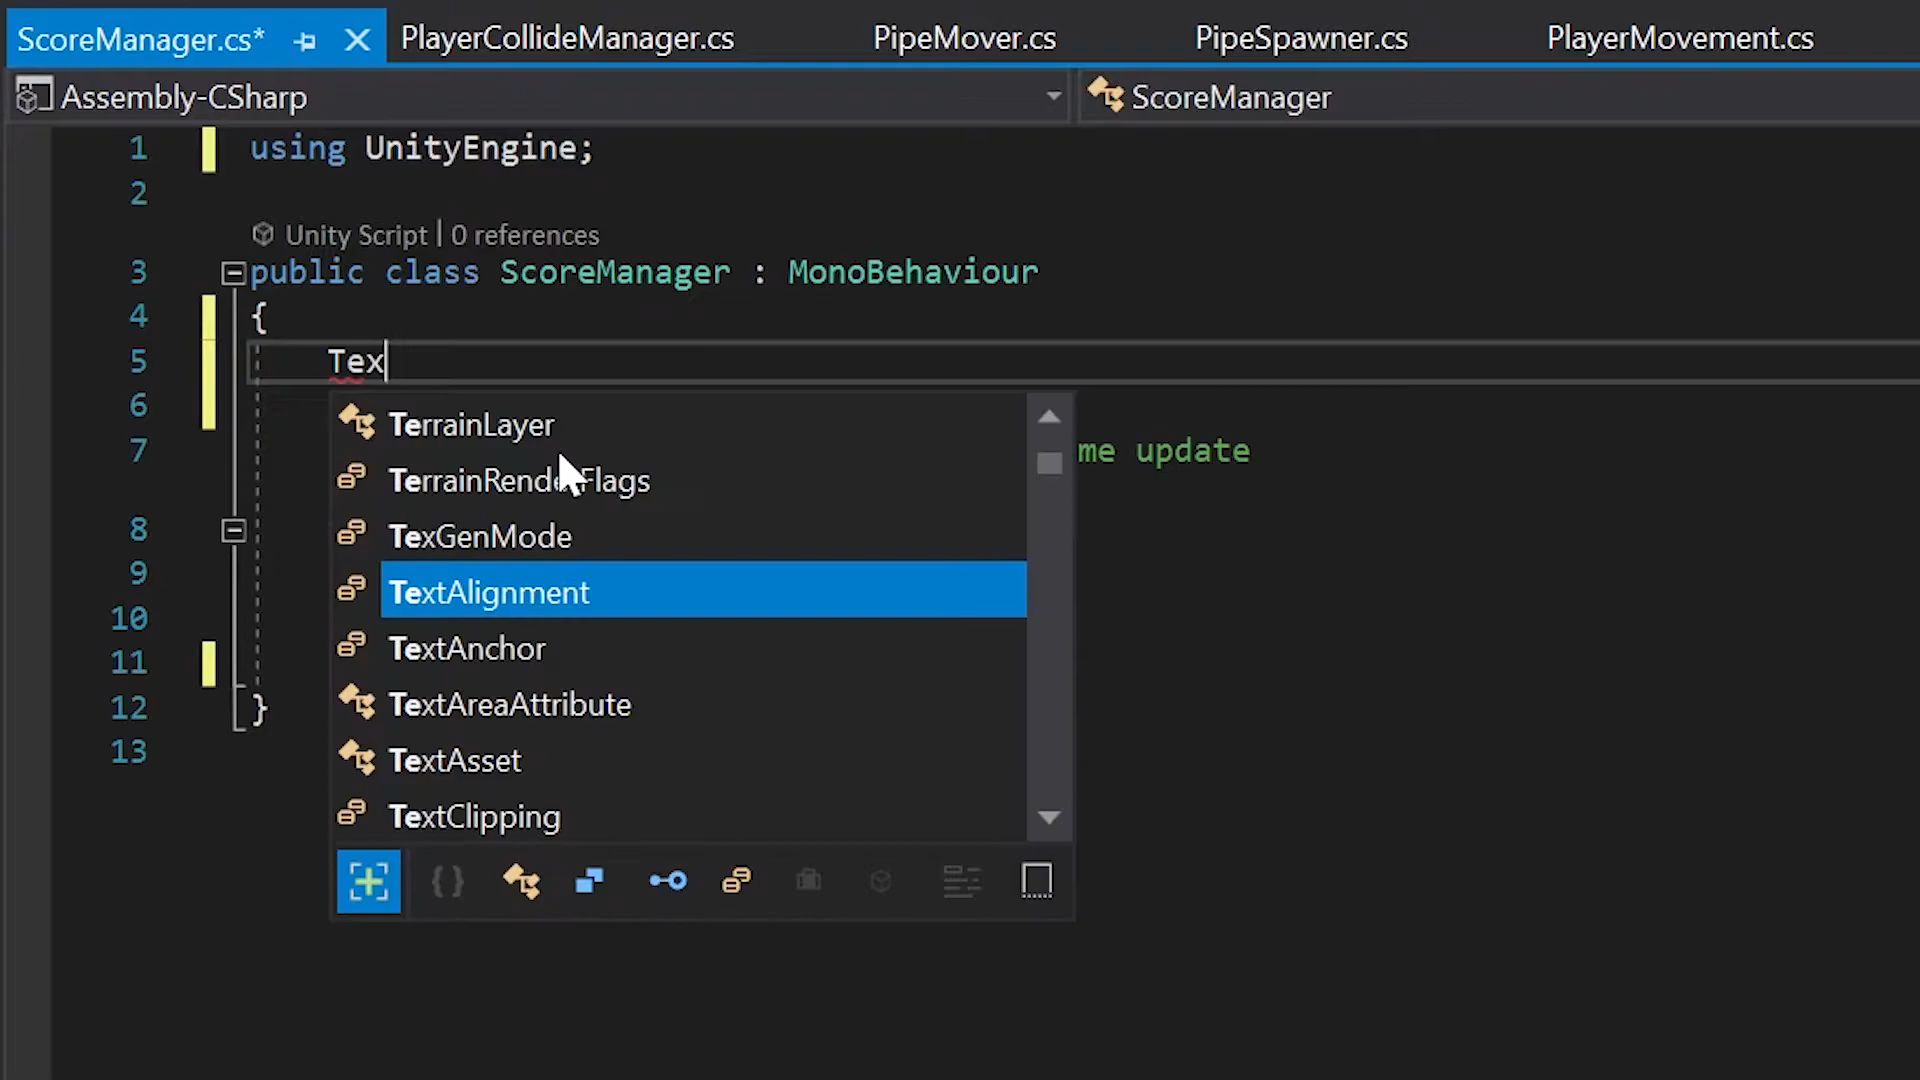 ScoreManager.cs* PlayerCollideManager.cs PipeMover.cs PipeSpawner.cs PlayerMovement.cs
Assembly-CSharp ScoreManager
1 using UnityEngine;
2
Unity Script | 0 references
3 public class ScoreManager : MonoBehaviour
4 {
5 Tex
6
7 me update
8
9
10
11
12 }
13
TerrainLayer
TerrainRenderFlags
TexGenMode
TextAlignment
TextAnchor
TextAreaAttribute
TextAsset
TextClipping